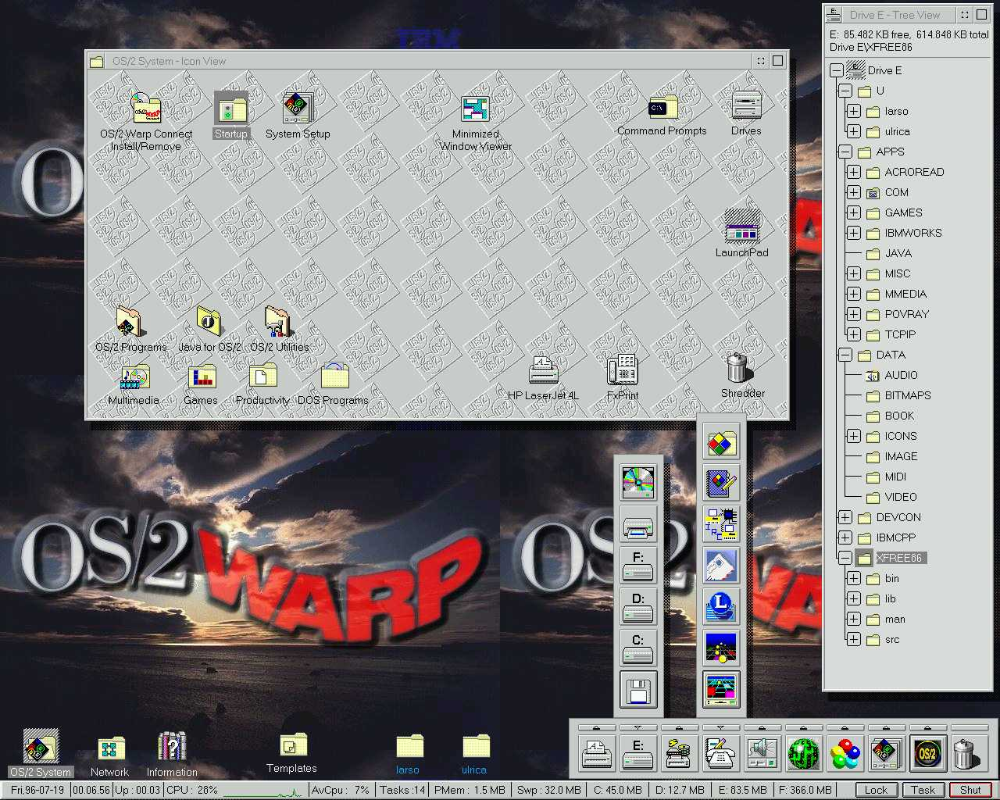 IBM
Drive E - Tree View
E: 85.482 KB free, 614.848 KB total
Drive E\XFREE86
OS/2 System - Icon View
OS/2 Warp Connect
Install/Remove
Startup
System Setup
Minimized
Window Viewer
Command Prompts
Drives
LaunchPad
OS/2 Programs
Java for OS/2
OS/2 Utilities
Multimedia
Games
Productivity
DOS Programs
HP LaserJet 4L
FxPrint
Shredder
Drive E
U
larso
ulrica
APPS
ACROREAD
COM
GAMES
IBMWORKS
JAVA
MISC
MMEDIA
POVRAY
TCPIP
DATA
AUDIO
BITMAPS
BOOK
ICONS
IMAGE
MIDI
VIDEO
DEVCON
IBMCPP
XFREE86
bin
lib
man
src
OS/2 WARP
OS/2
F:
D:
C:
IRC
L
E:
OS/2
OS/2 System
Network
Information
Templates
larso
ulrica
Fri,96-07-19 00.06.56 Up : 00.03 CPU : 28% AvCpu : 7% Tasks :14 PMem : 1.5 MB Swp : 32.0 MB C: 45.0 MB D: 12.7 MB E: 83.5 MB F: 366.0 MB Lock Task Shut